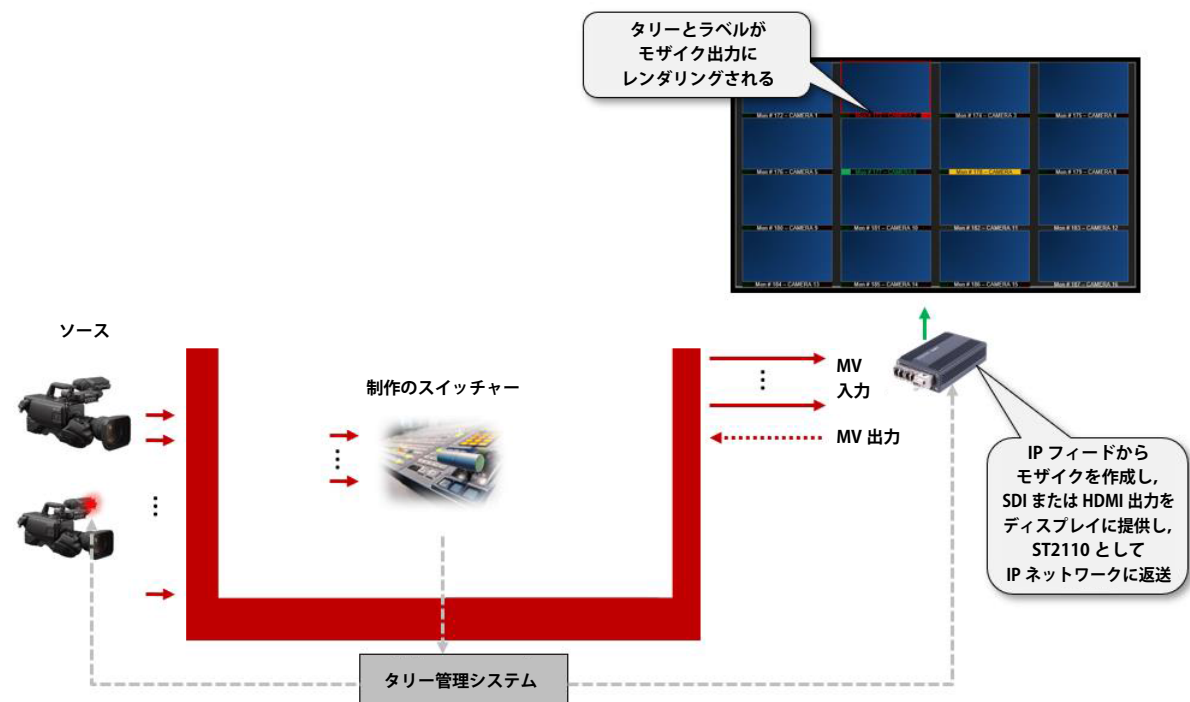 タリーとラベルが
モザイク出力に
レンダリングされる
Mon # 172 – CAMERA 1
Mon # 174 – CAMERA 3
Mon # 175 – CAMERA 4
Mon # 176 – CAMERA 5
Mon # 177 – CAMERA 6
Mon # 178 – CAMERA
Mon # 179 – CAMERA 8
Mon # 180 – CAMERA 9
Mon # 181 – CAMERA 10
Mon # 182 – CAMERA 11
Mon # 183 – CAMERA 12
Mon # 184 – CAMERA 13
Mon # 185 – CAMERA 14
Mon # 186 – CAMERA 15
Mon # 187 – CAMERA 16
ソース
制作のスイッチャー
MV
入力
MV 出力
IP フィードから
モザイクを作成し,
SDI または HDMI 出力を
ディスプレイに提供し,
ST2110 として
IP ネットワークに返送
タリー管理システム